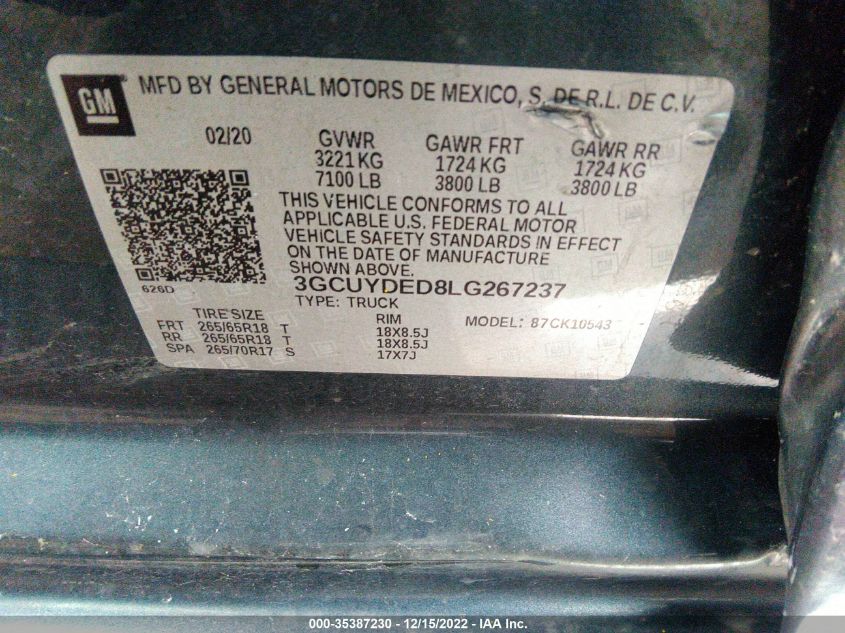 GM MFD BY GENERAL MOTORS DE MEXICO, S. DE R.L. DE C.V.
02/20 GVWR GAWR FRT GAWR RR
3221 KG 1724 KG 1724 KG
7100 LB 3800 LB 3800 LB
THIS VEHICLE CONFORMS TO ALL
APPLICABLE U.S. FEDERAL MOTOR
VEHICLE SAFETY STANDARDS IN EFFECT
ON THE DATE OF MANUFACTURE
SHOWN ABOVE.
626D 3GCUYDED8LG267237
TYPE: TRUCK
TIRE SIZE RIM MODEL: 87CK10543
FRT 265/65R18 T 18X8.5J
RR 265/65R18 T 18X8.5J
SPA 265/70R17 S 17X7J
000-35387230 - 12/15/2022 - IAA Inc.